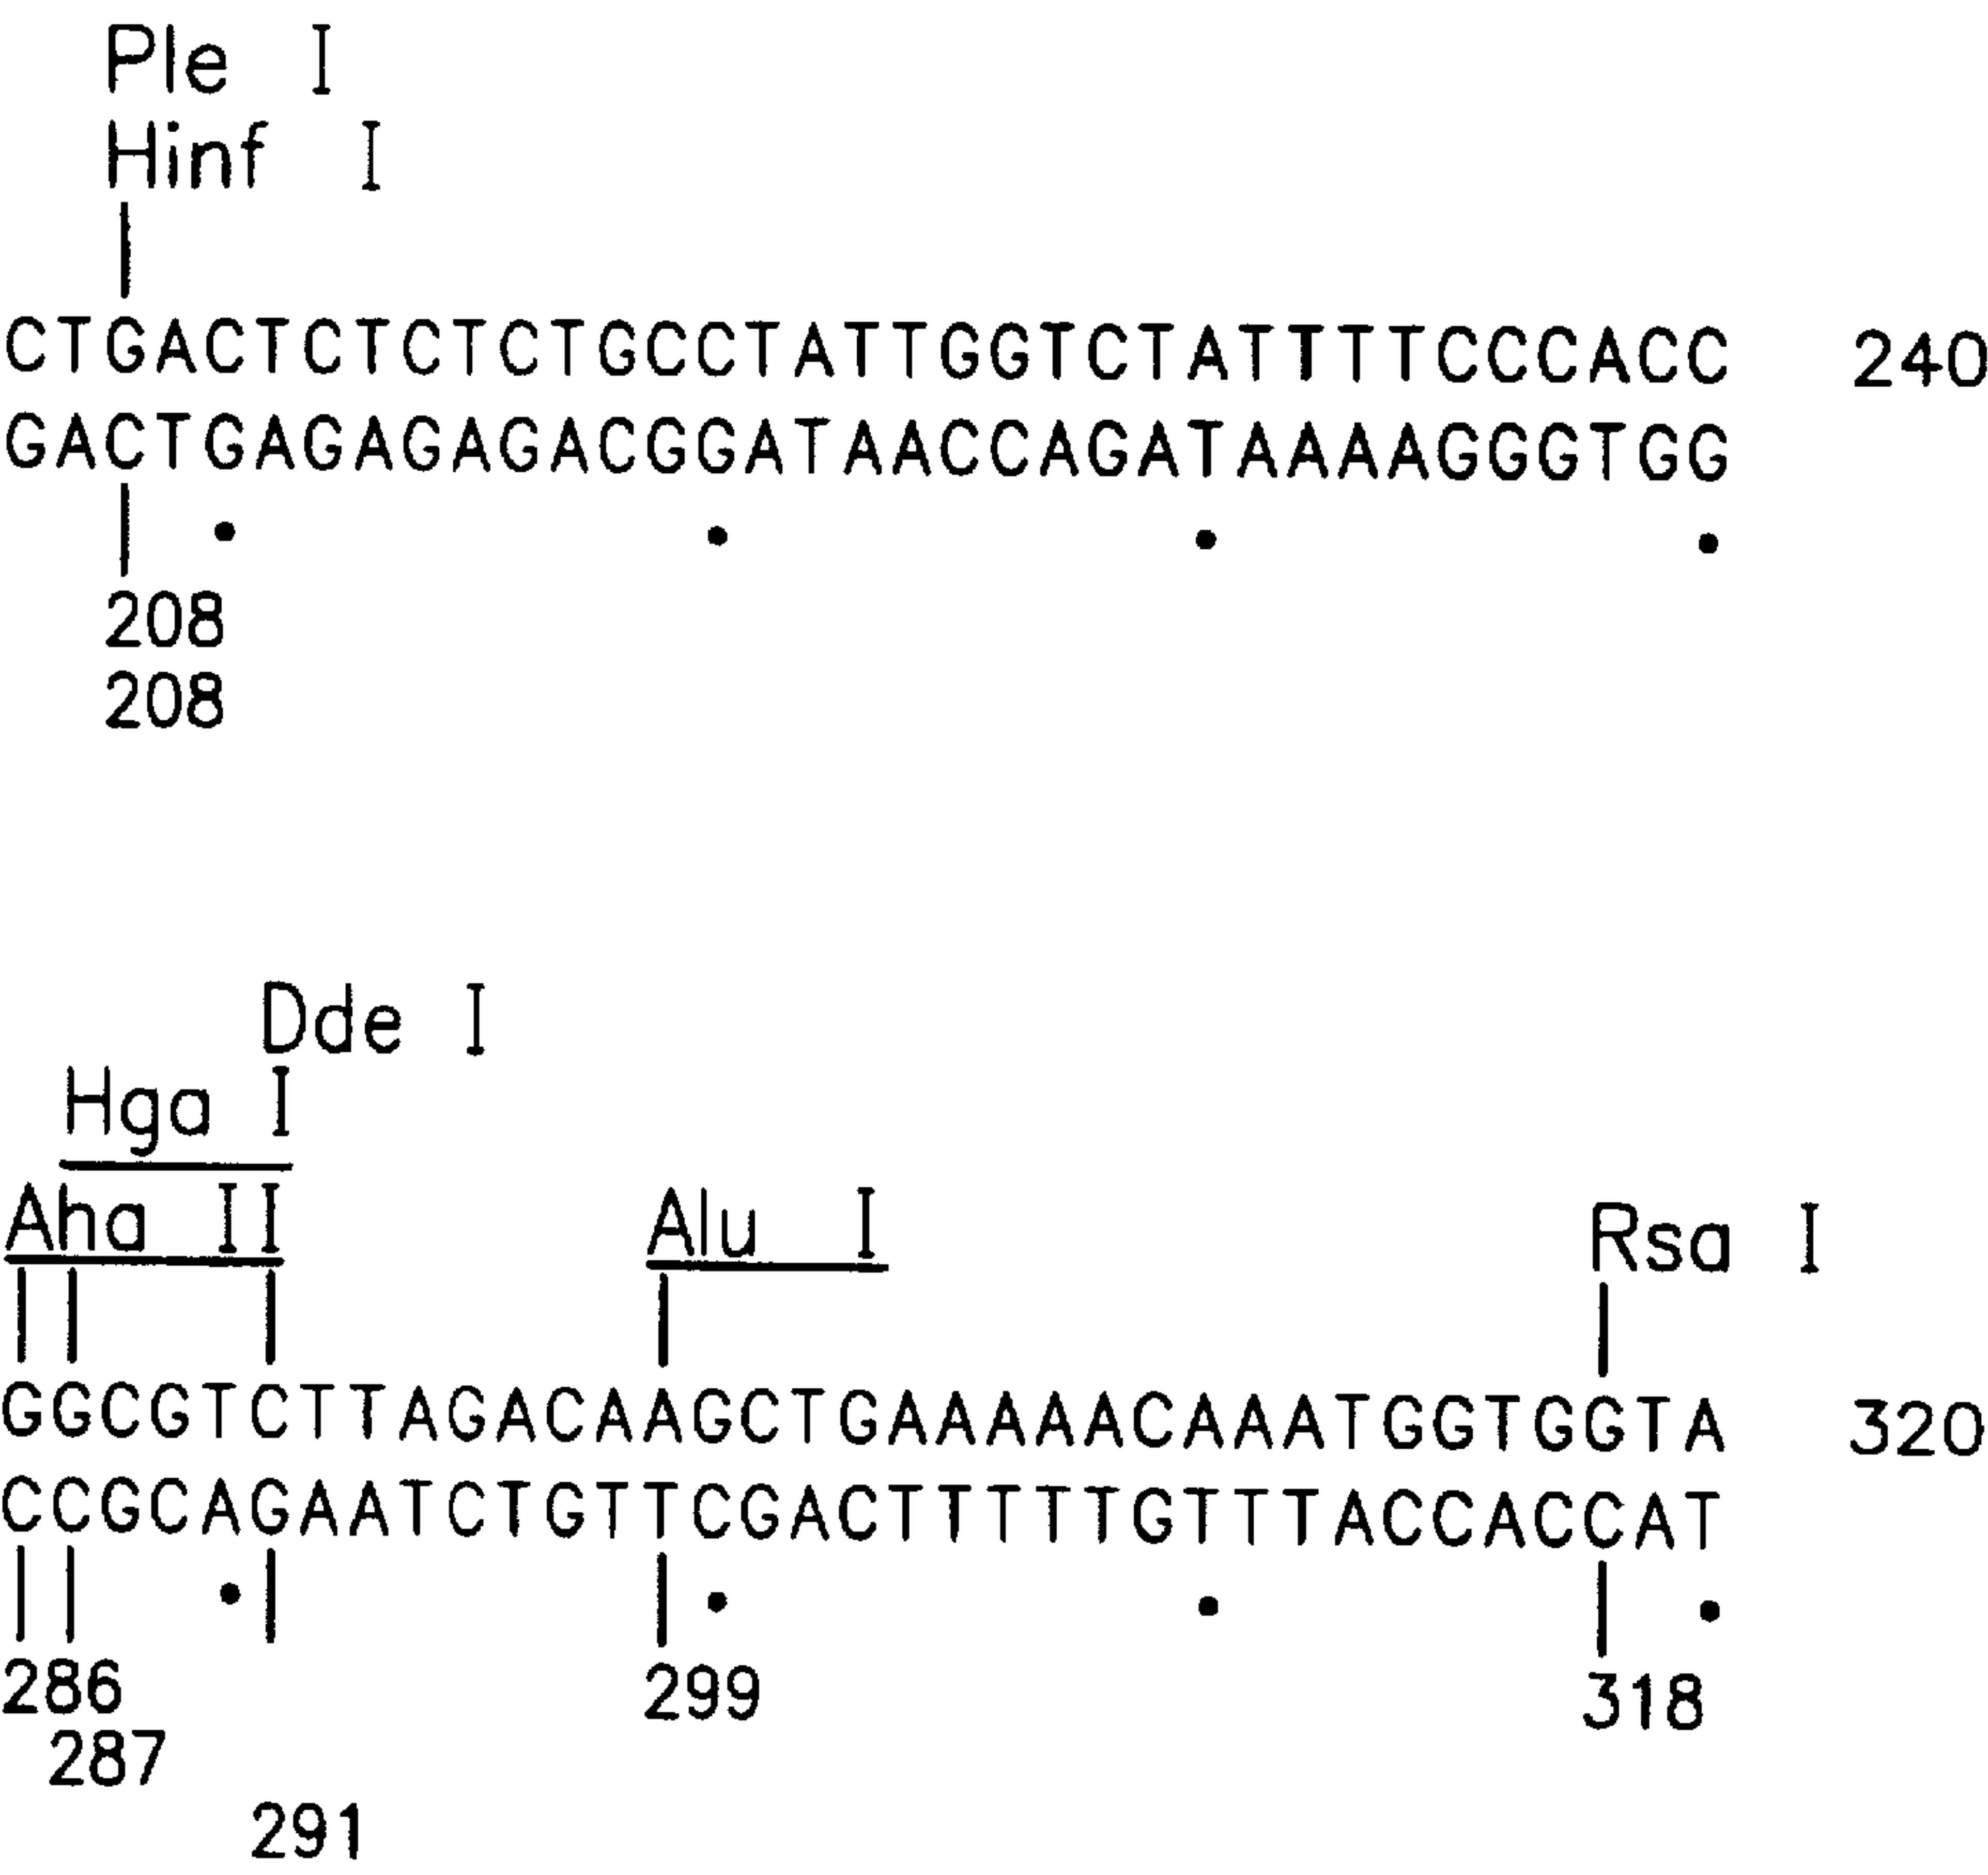 Ple I
Hinf I
CTGACTCTCTCTGCCTATTGGTCTATTTTCCCACC 240
GACTGAGAGAGACGGATAACCAGATAAAAGGGTGG
208
208
Dde I
Hga I
Aha II Alu I Rsa I
GGCGTCTTAGACAAGCTGAAAAACAAATGGTGGTA 320
CCGCAGAATCTGTTCGACTTTTTGTTTACCACCAT
286 299 318
287
291